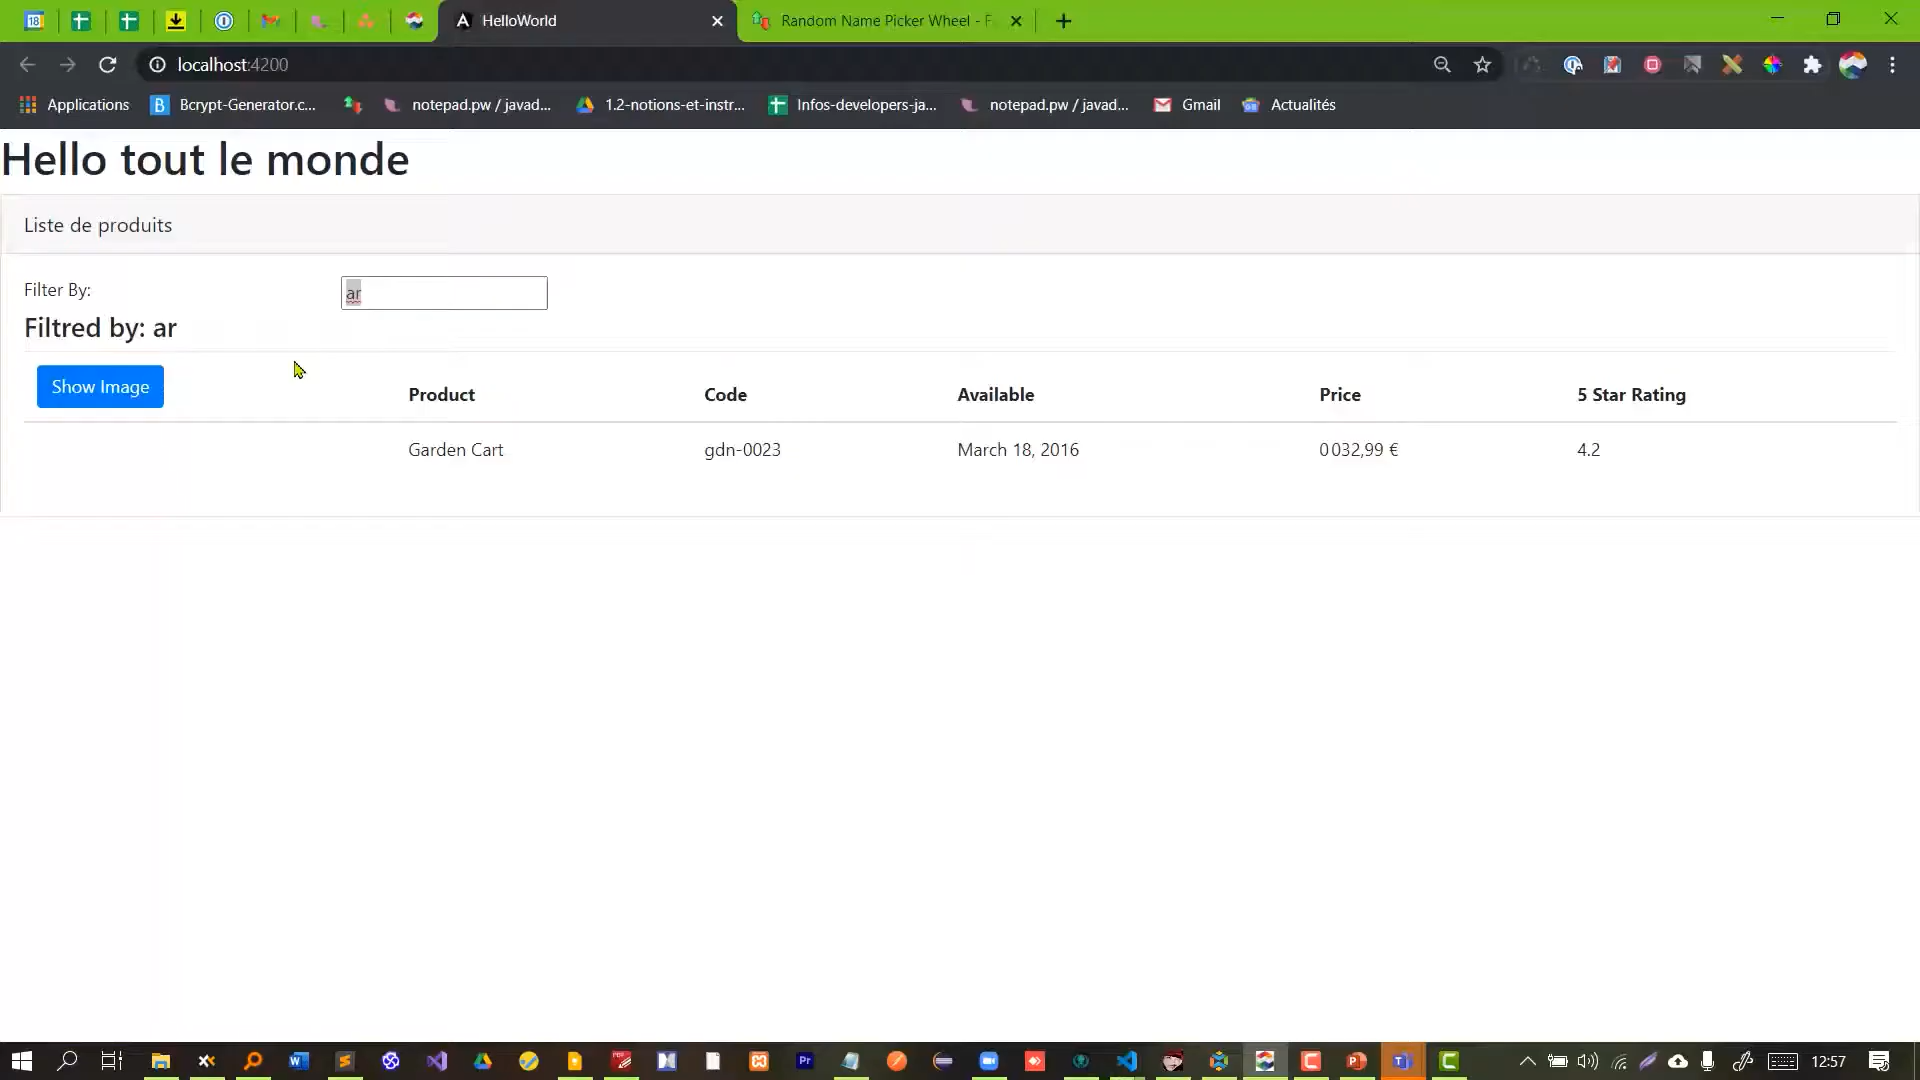 HelloWorld
Random Name Picker Wheel - F
localhost:4200
Applications
Bcrypt-Generator.c...
notepad.pw / javad...
1.2-notions-et-instr...
Infos-developers-ja...
notepad.pw / javad...
Gmail
Actualités
Hello tout le monde
Liste de produits
Filter By:
ar
Filtred by: ar
Show Image
Product
Code
Available
Price
5 Star Rating
Garden Cart
gdn-0023
March 18, 2016
0 032,99 €
4.2
12:57